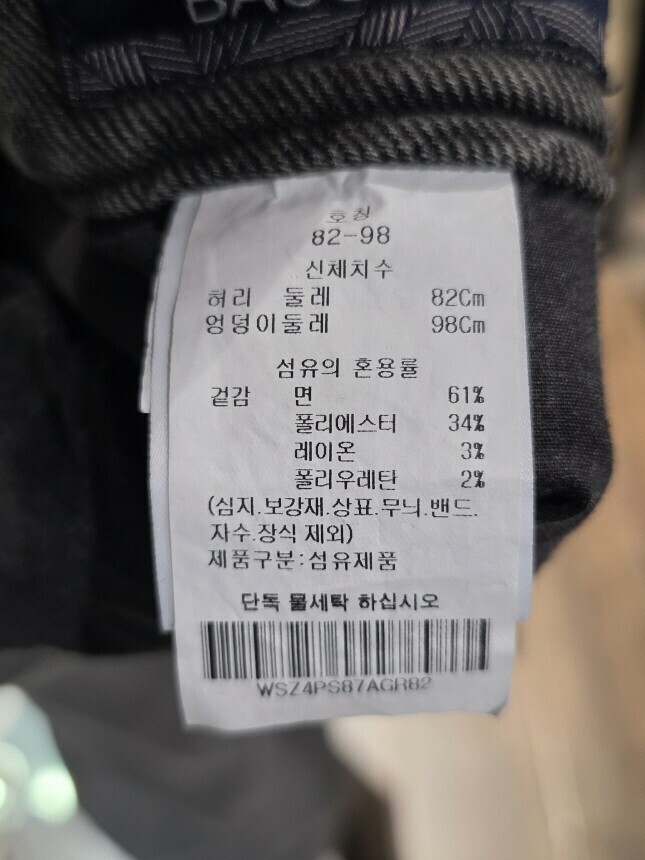 호칭
82-98
신체치수
허리 둘레 82Cm
엉덩이둘레 98Cm
섬유의 혼용률
겉감 면 61%
폴리에스터 34%
레이온 3%
폴리우레탄 2%
(심지.보강재.상표.무늬.밴드.
자수.장식 제외)
제품구분:섬유제품
단독 물세탁 하십시오
WSZ4PS87AGR82